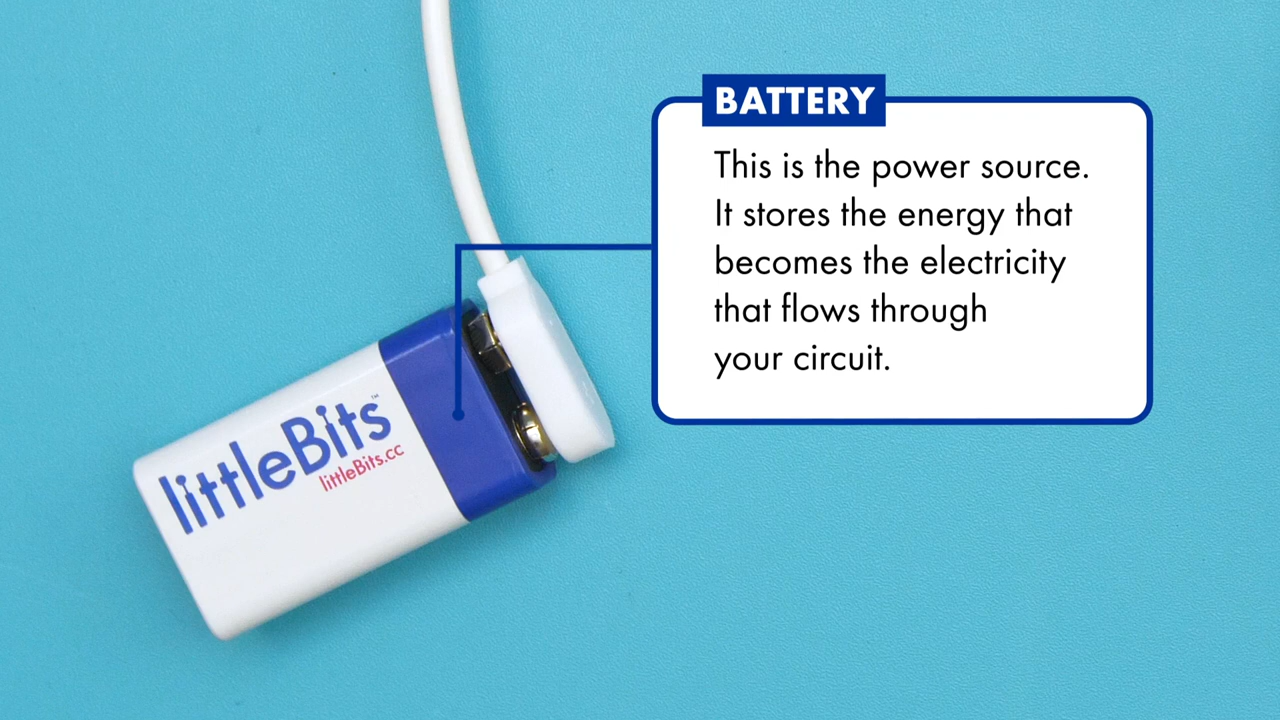 BATTERY
This is the power source.
It stores the energy that
becomes the electricity
that flows through
your circuit.
littleBits™
littleBits.cc